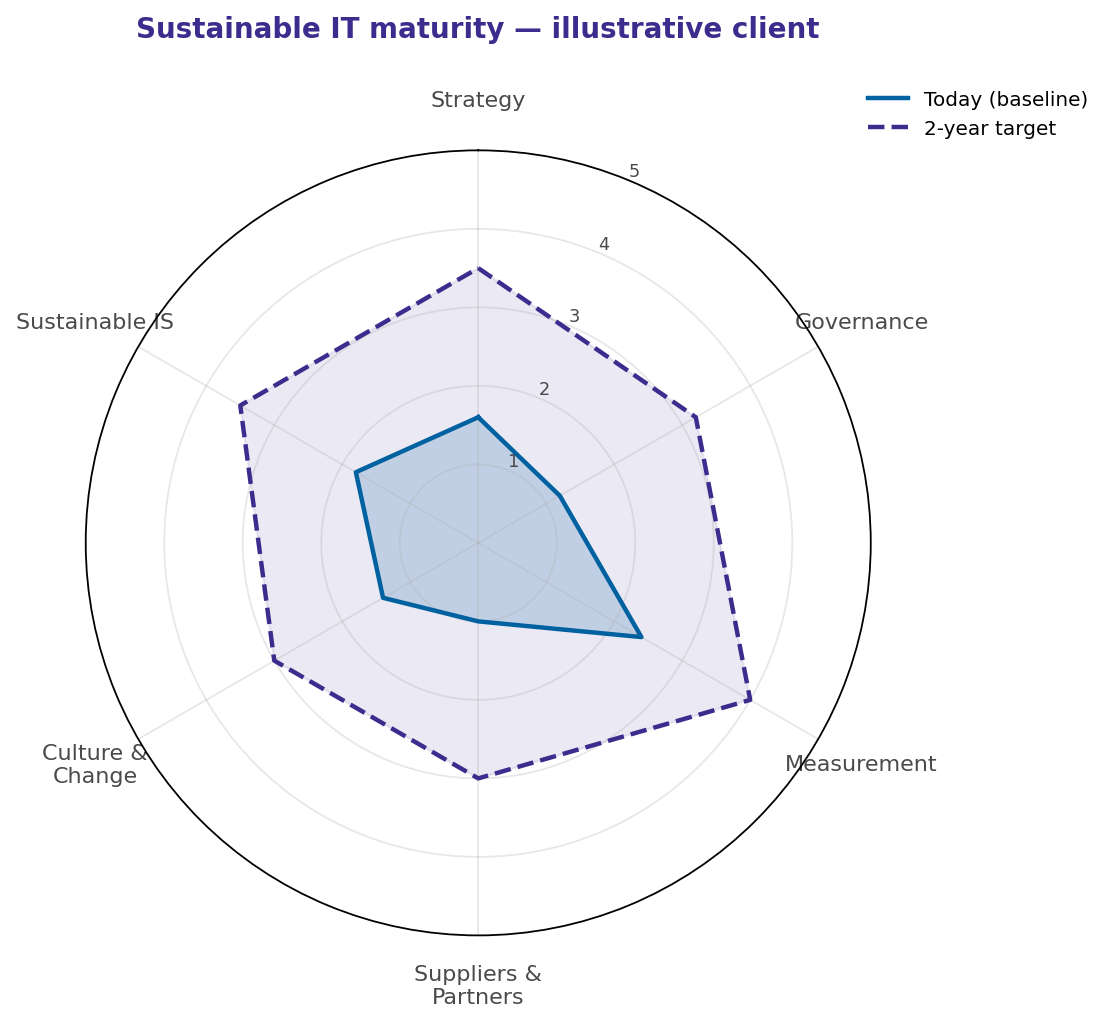 Sustainable IT maturity — illustrative client
Strategy
Today (baseline)
2-year target
5
4
3
2
1
Sustainable IS
Governance
Culture &
Change
Measurement
Suppliers &
Partners